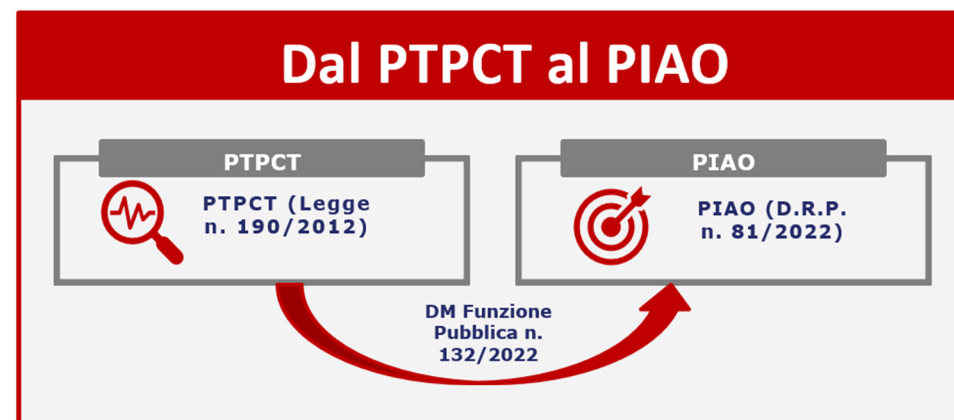 Dal PTPCT al PIAO
PTPCT
PTPCT (Legge
n. 190/2012)
PIAO
PIAO (D.R.P.
n. 81/2022)
DM Funzione
Pubblica n.
132/2022